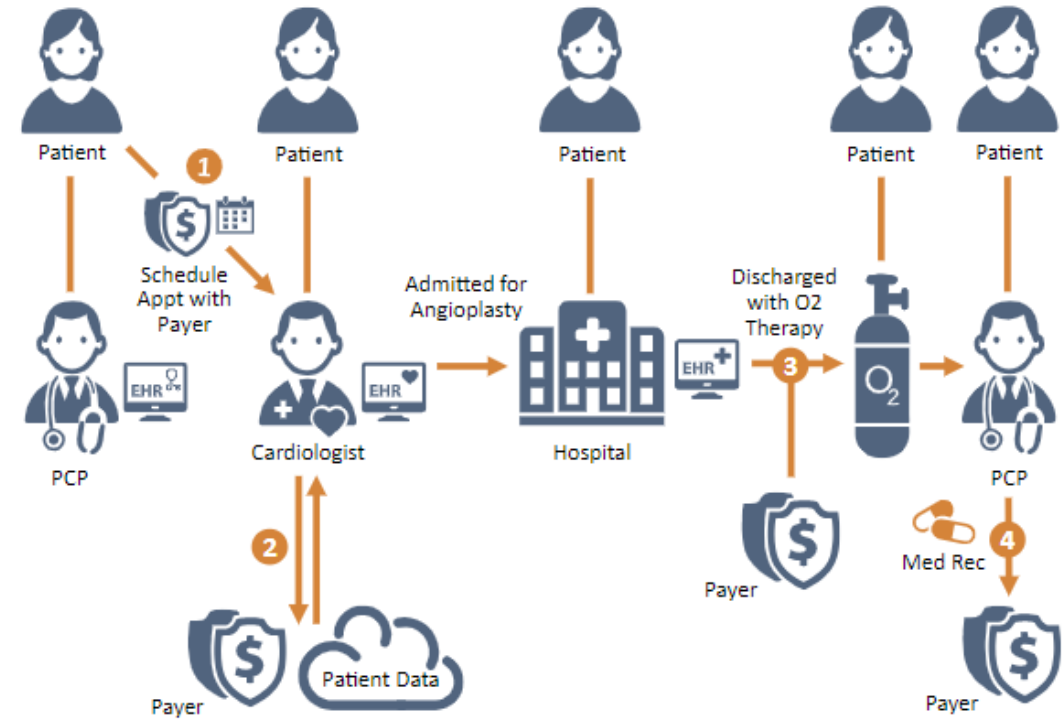 Patient
Patient
Patient
Patient
Patient
1
$
Schedule
Appt with
Payer
Admitted for
Angioplasty
Discharged
with O2
Therapy
EHR
EHR
EHR
3
O2
PCP
Cardiologist
Hospital
PCP
2
$
Payer
Patient Data
$
Payer
Med Rec
4
$
Payer